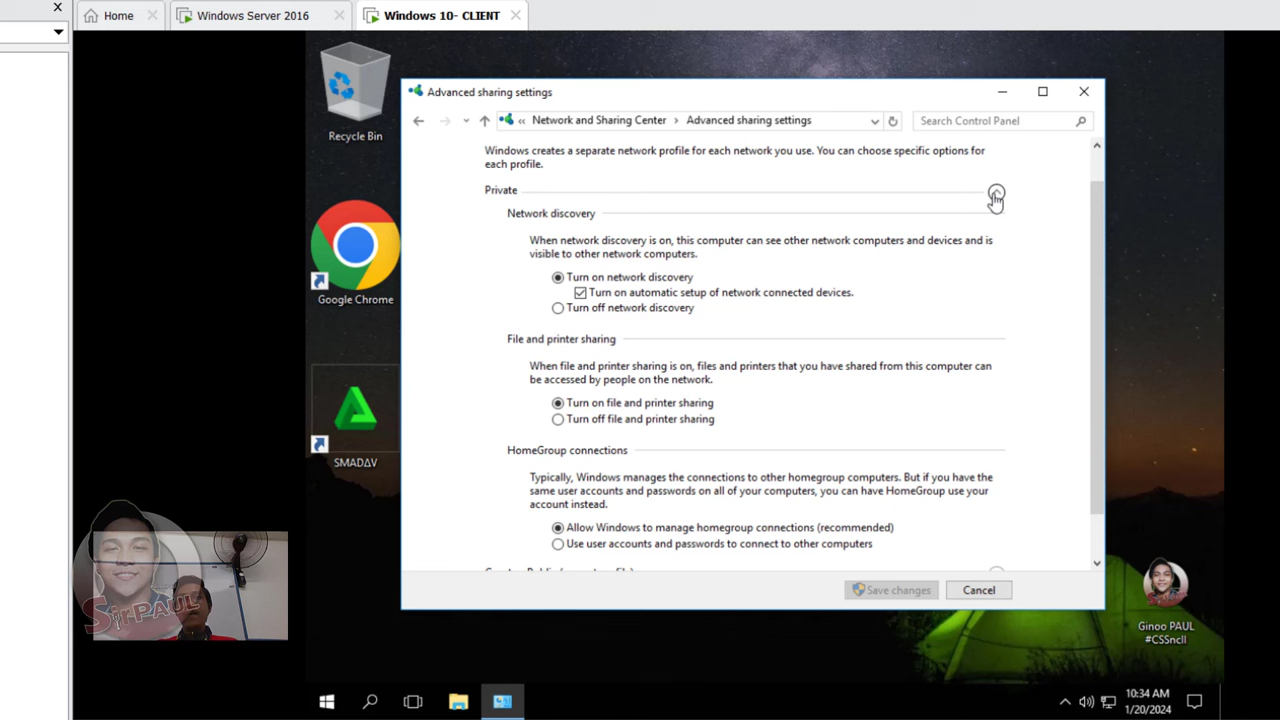 Home
Windows Server 2016
Windows 10- CLIENT
Recycle Bin
Google Chrome
SMADΔV
Advanced sharing settings
« Network and Sharing Center > Advanced sharing settings
Search Control Panel
Windows creates a separate network profile for each network you use. You can choose specific options for
each profile.
Private
Network discovery
When network discovery is on, this computer can see other network computers and devices and is
visible to other network computers.
Turn on network discovery
Turn on automatic setup of network connected devices.
Turn off network discovery
File and printer sharing
When file and printer sharing is on, files and printers that you have shared from this computer can
be accessed by people on the network.
Turn on file and printer sharing
Turn off file and printer sharing
HomeGroup connections
Typically, Windows manages the connections to other homegroup computers. But if you have the
same user accounts and passwords on all of your computers, you can have HomeGroup use your
account instead.
Allow Windows to manage homegroup connections (recommended)
Use user accounts and passwords to connect to other computers
Save changes
Cancel
SirPAUL
Ginoo PAUL
#CSSncII
10:34 AM
1/20/2024